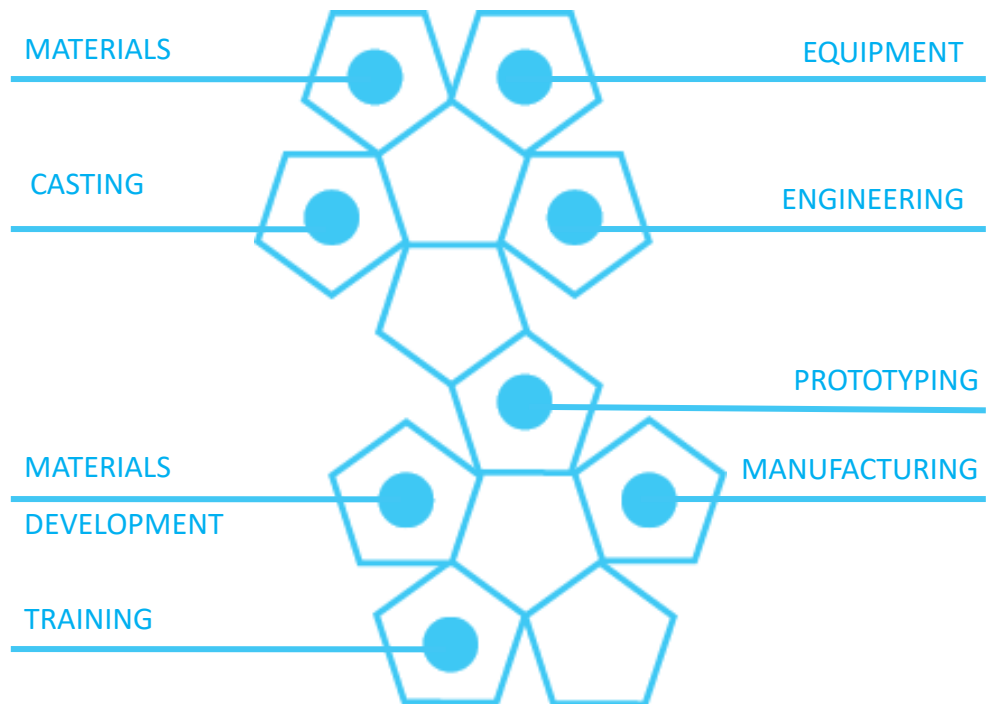 MATERIALS
EQUIPMENT
CASTING
ENGINEERING
PROTOTYPING
MATERIALS
DEVELOPMENT
MANUFACTURING
TRAINING